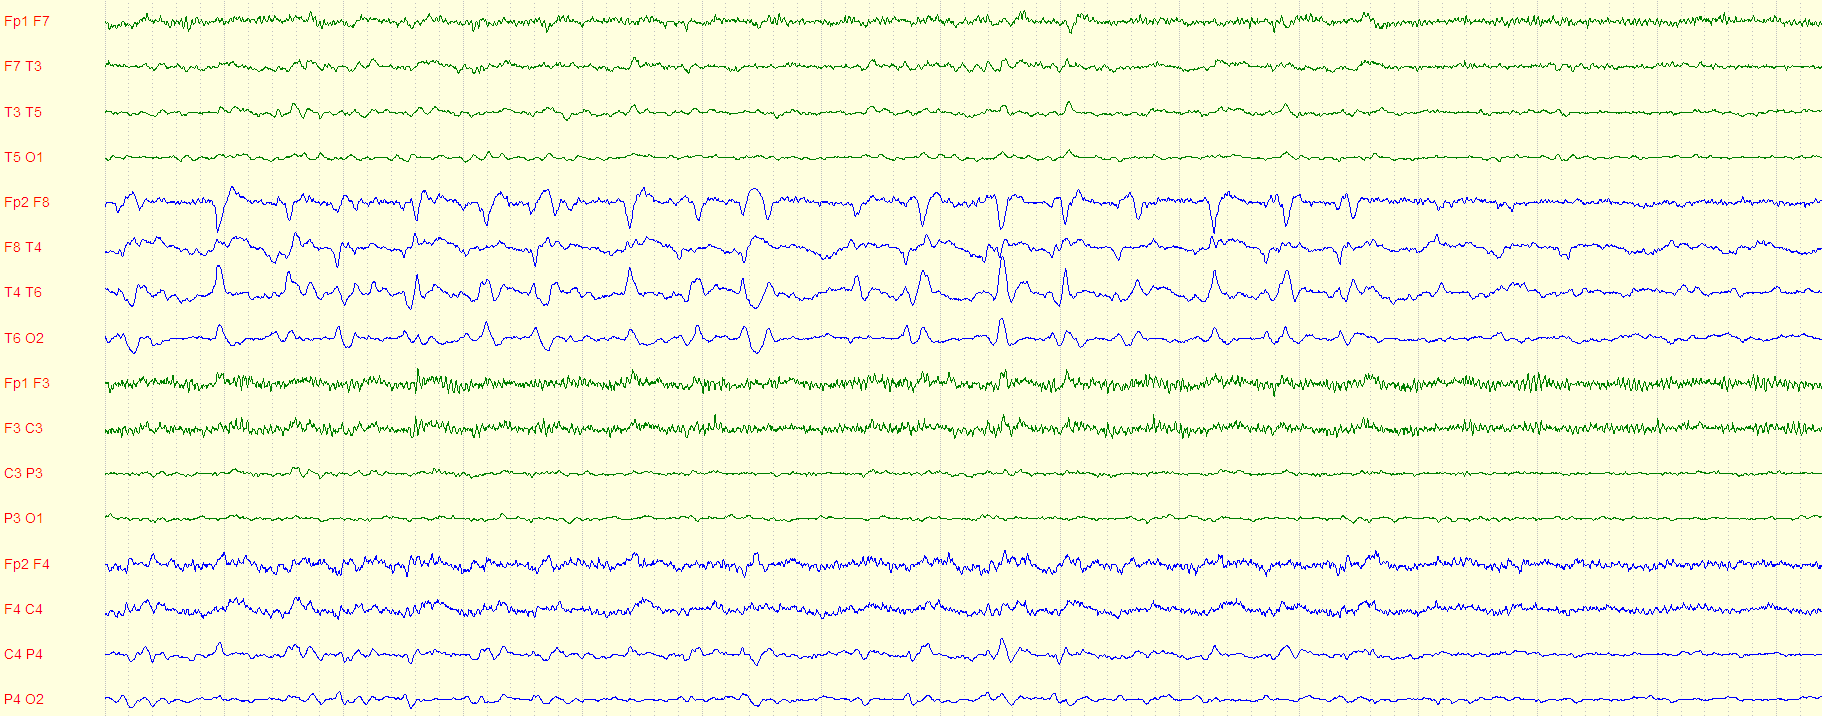 Fp1 F7
F7 T3
T3 T5
T5 O1
Fp2 F8
F8 T4
T4 T6
T6 O2
Fp1 F3
F3 C3
C3 P3
P3 O1
Fp2 F4
F4 C4
C4 P4
P4 O2